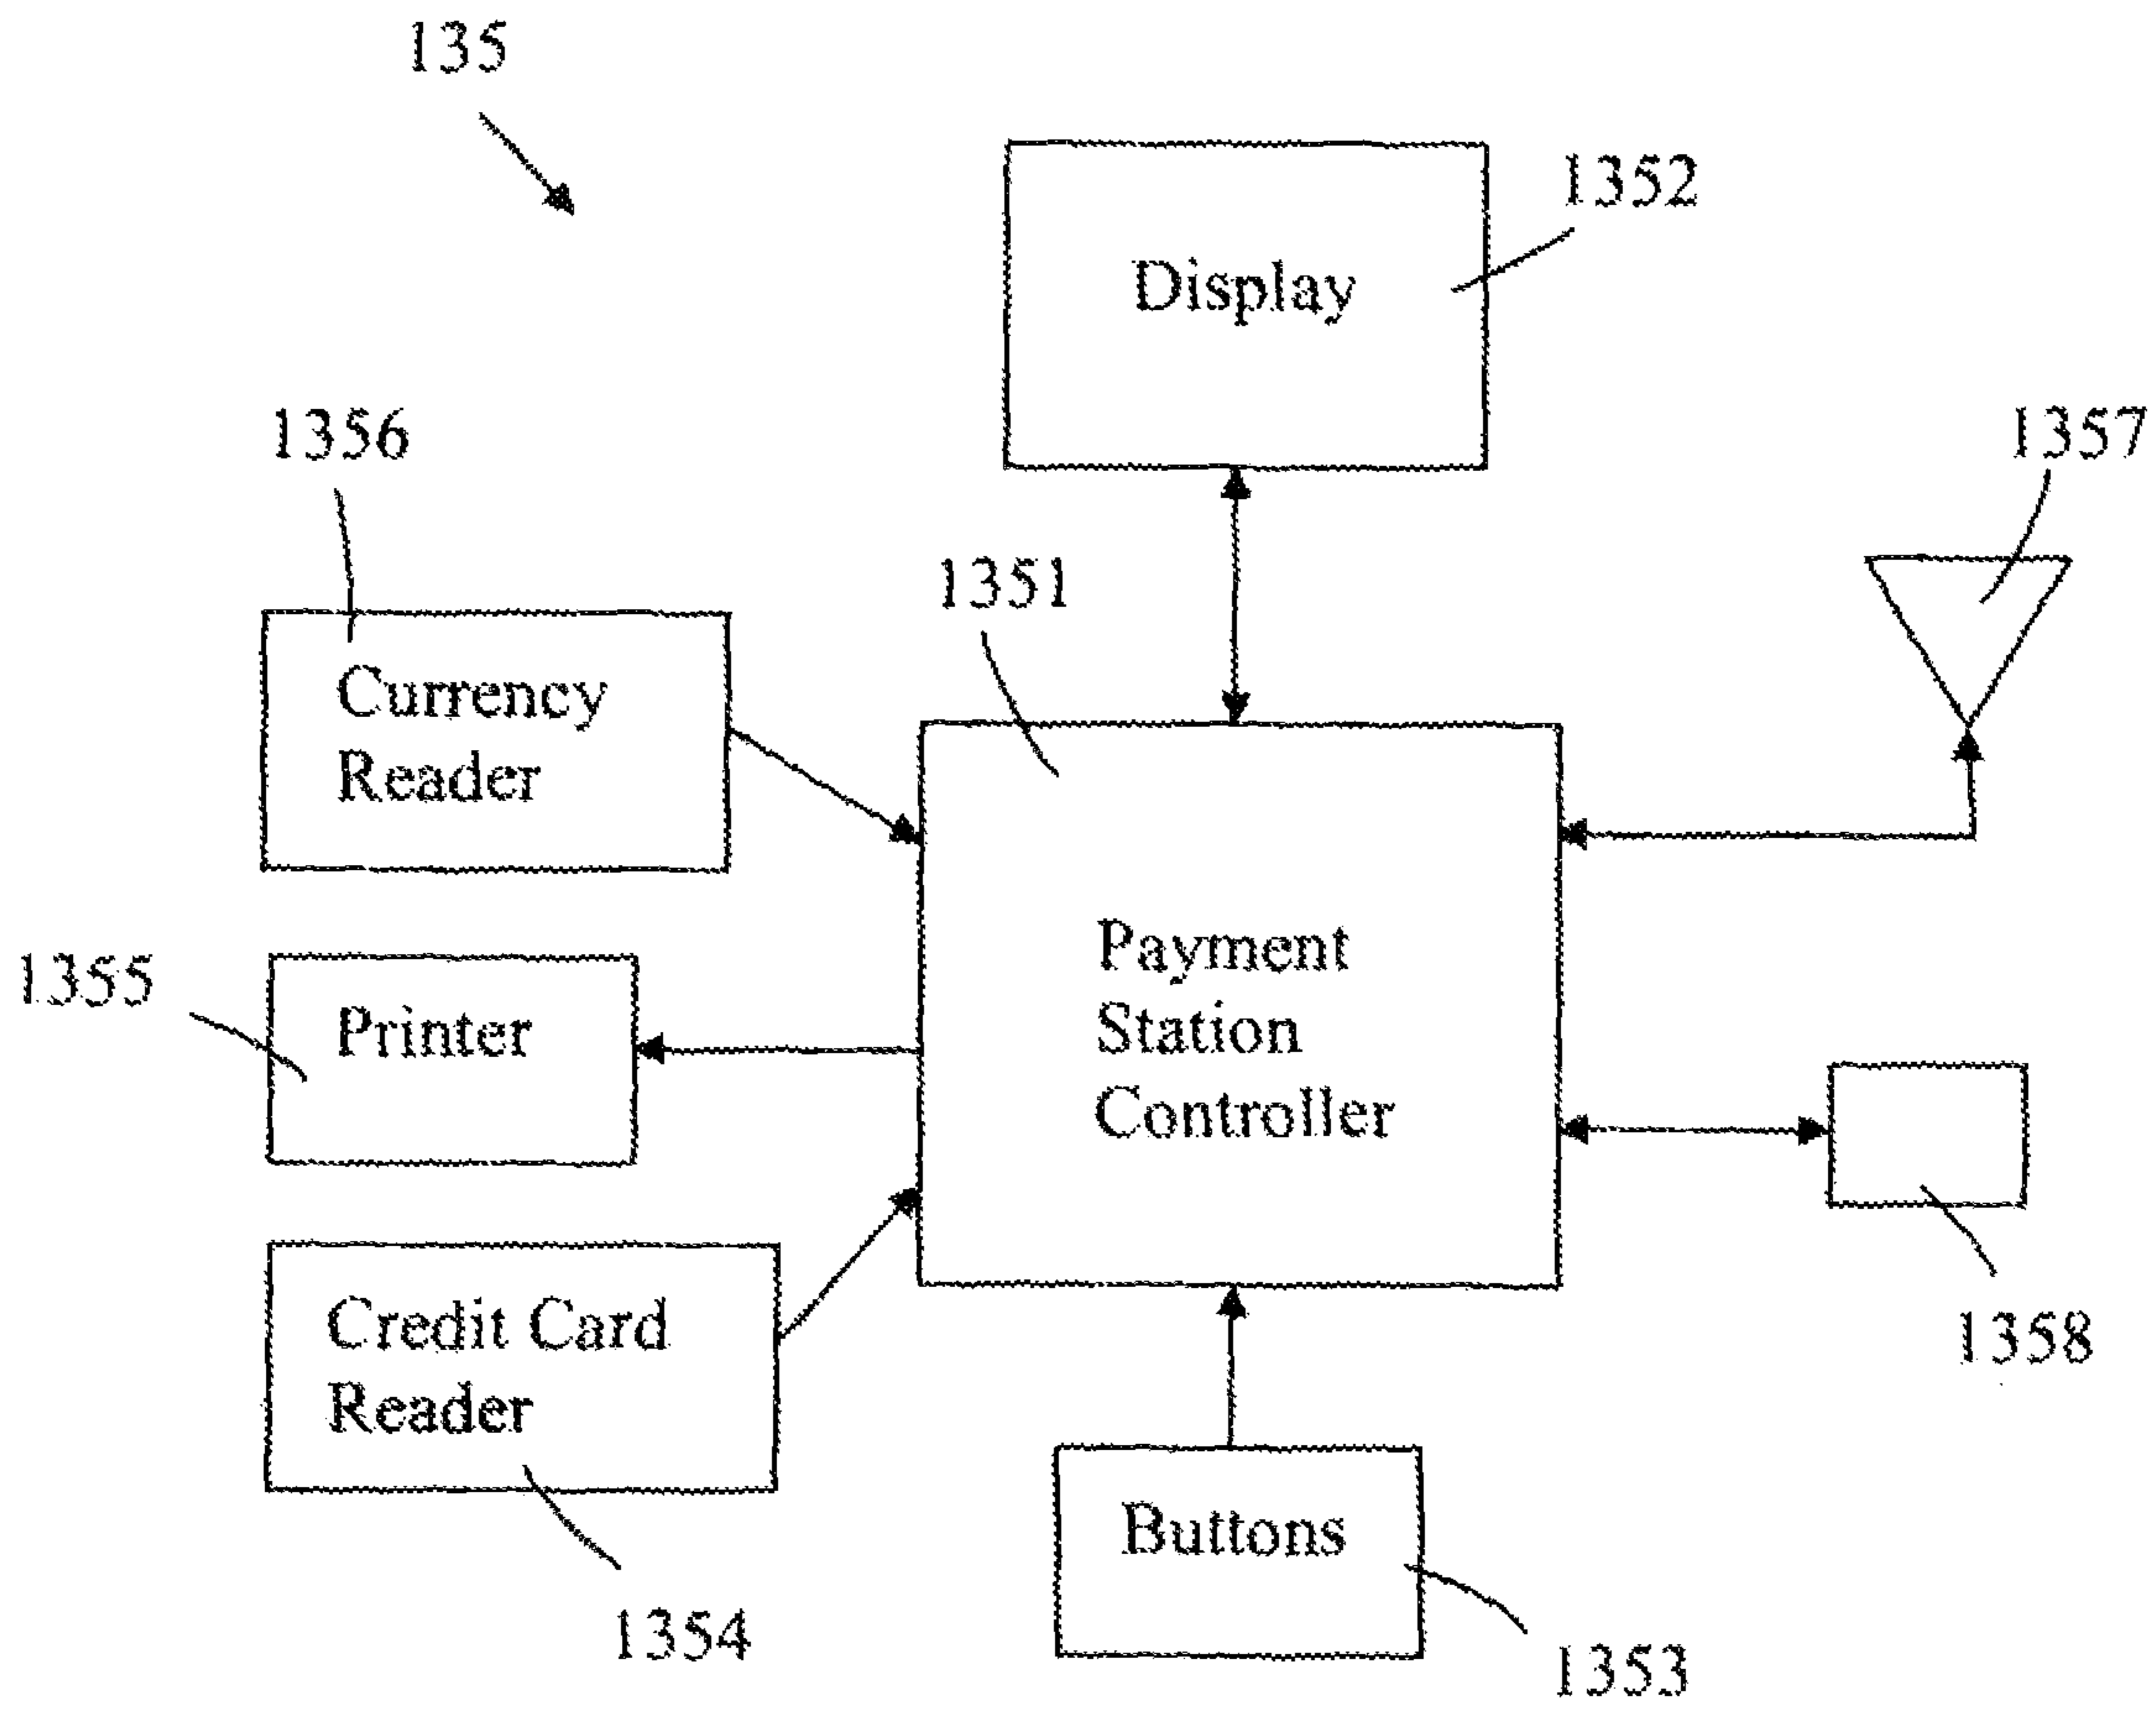 135
Display
1352
1356
1357
1351
Currency
Reader
1355
Printer
Payment
Station
Controller
Credit Card
Reader
1358
Buttons
1354
1353